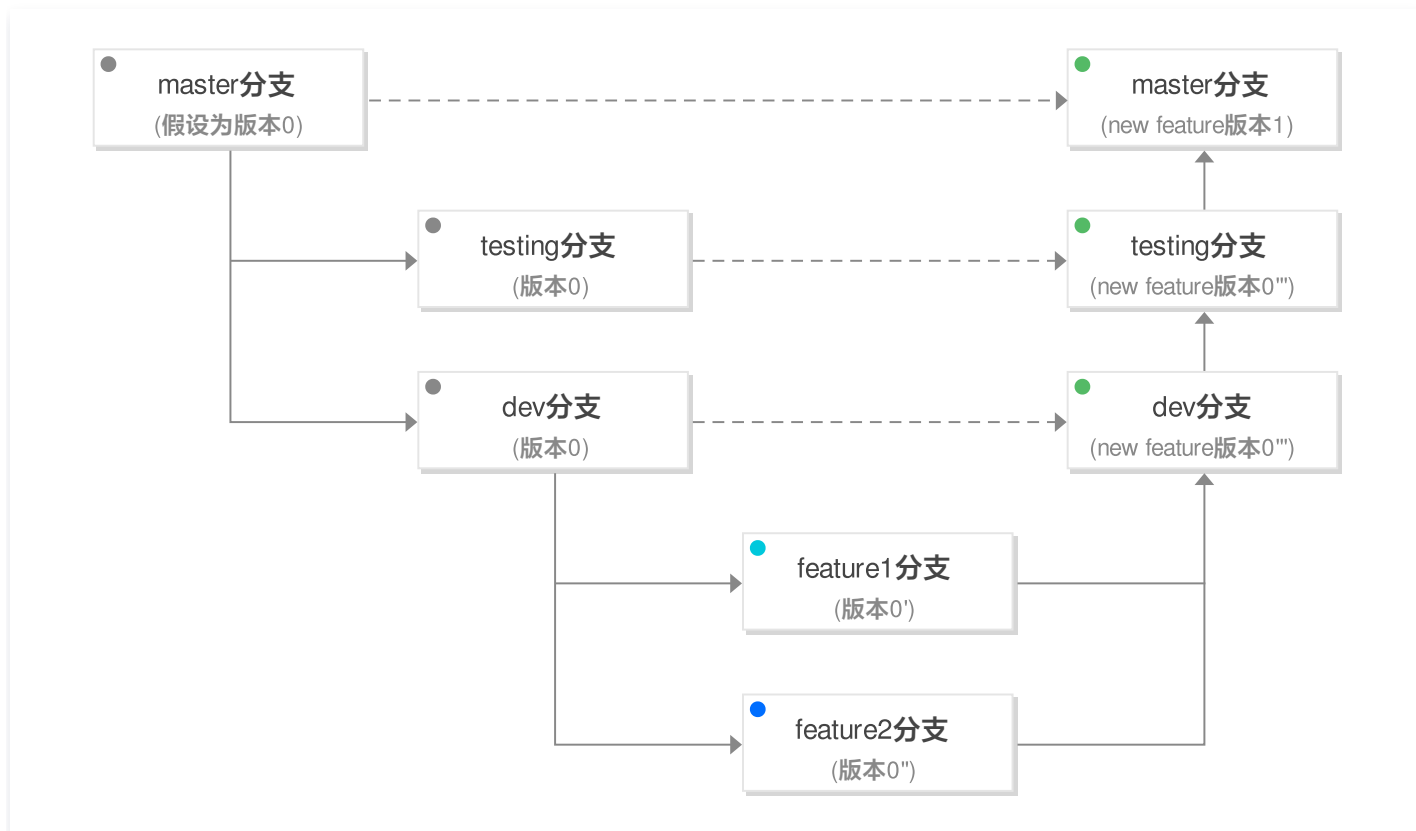 master分支
(假设为版本0)
master分支
(new feature版本1)
testing分支
(版本0)
testing分支
(new feature版本0''')
dev分支
(版本0)
dev分支
(new feature版本0''')
feature1分支
(版本0')
feature2分支
(版本0'')